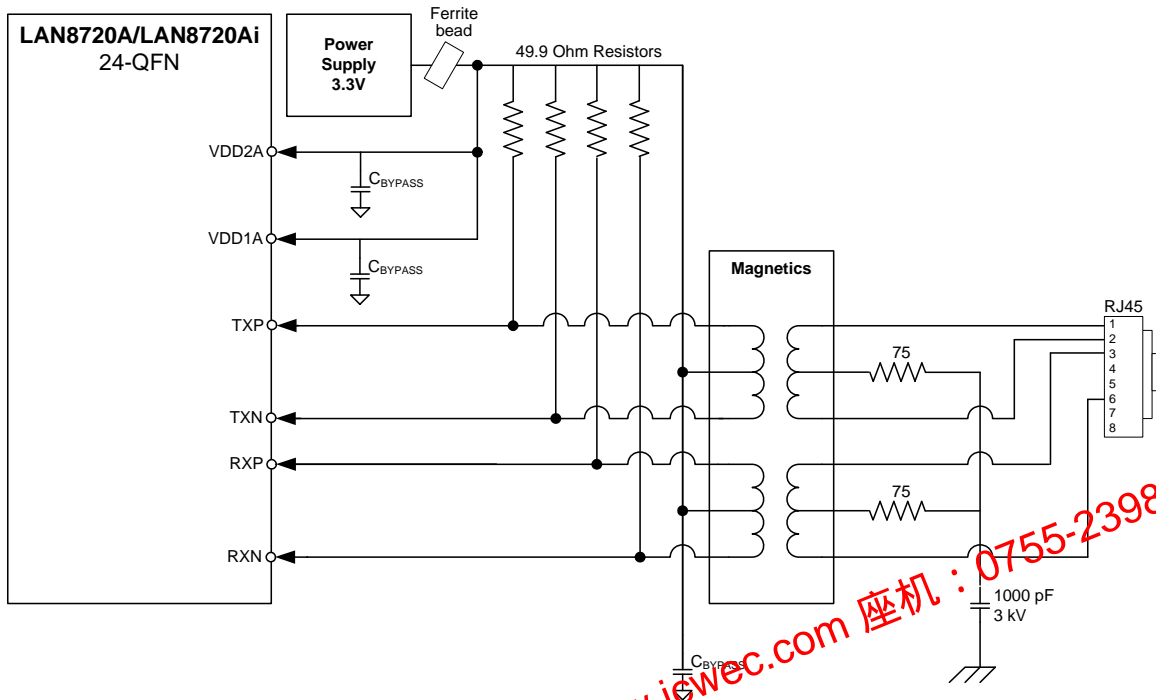 LAN8720A/LAN8720Ai
24-QFN
Power
Supply
3.3V
Ferrite
bead
49.9 Ohm Resistors
VDD2A
CBYPASS
VDD1A
CBYPASS
Magnetics
RJ45
TXP
1
2
3
4
5
6
7
8
75
TXN
RXP
75
RXN
1000 pF
3 kV
CBYPASS
icwec.com 座机：0755-2398